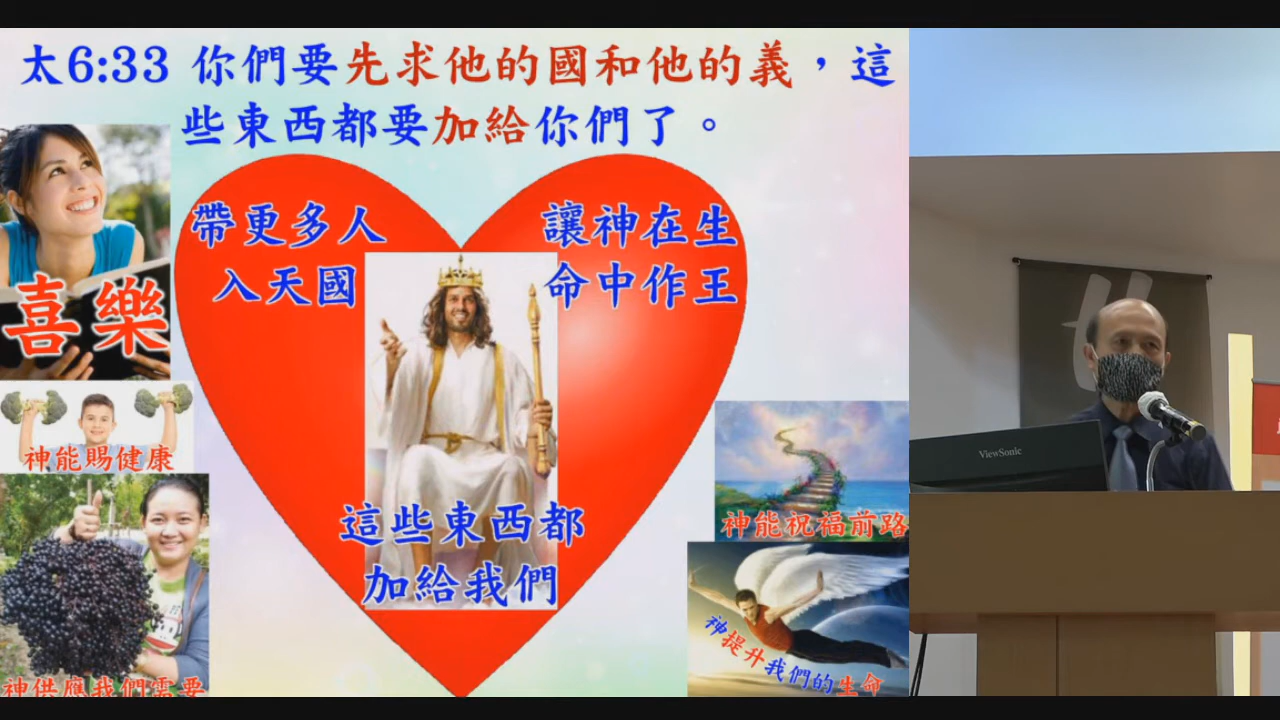 太6:33 你們要先求他的國和他的義，這
些東西都要加給你們了。
帶更多人
入天國
讓神在生
命中作王
喜樂
神能賜健康
這些東西都
加給我們
神供應我們需要
神能祝福前路
神提升我們的生命
ViewSonic